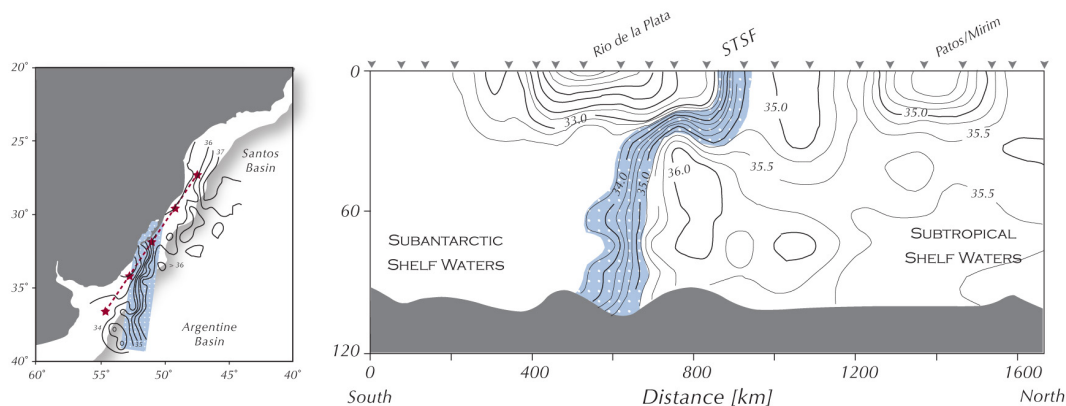 20°
25°
30°
35°
40°
60°
55°
50°
45°
40°
36
37
Santos
Basin
> 36
34
35
Argentine
Basin
Rio de la Plata
STSF
Patos/Mirim
0
60
120
33.0
34.0
35.0
36.0
35.0
35.5
35.0
35.5
35.5
Subantarctic
Shelf Waters
Subtropical
Shelf Waters
0
400
800
1200
1600
South
Distance [km]
North